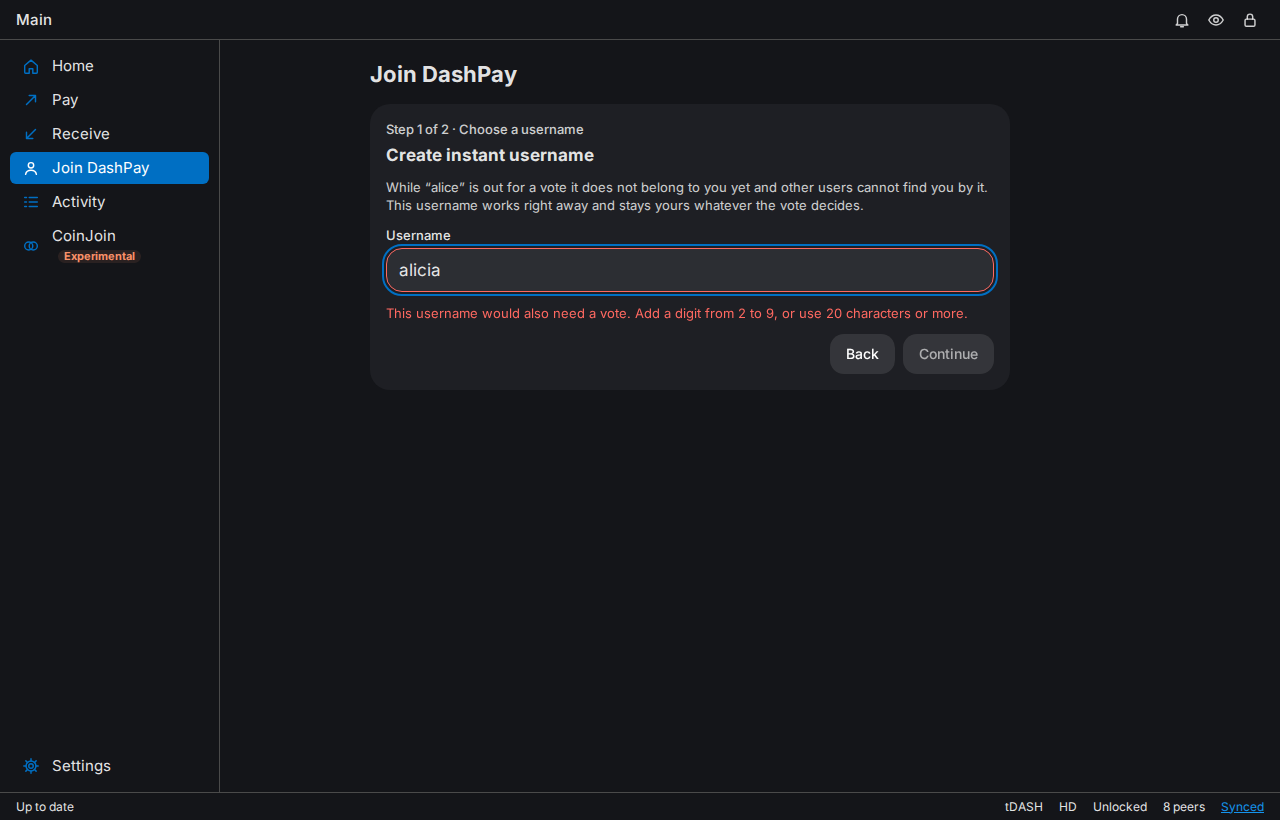 Main
Home
Pay
Receive
Join DashPay
Activity
CoinJoin
Experimental
Settings
Join DashPay
Step 1 of 2 · Choose a username
Create instant username
While “alice” is out for a vote it does not belong to you yet and other users cannot find you by it.
This username works right away and stays yours whatever the vote decides.
Username
alicia
This username would also need a vote. Add a digit from 2 to 9, or use 20 characters or more.
Back Continue
Up to date
tDASH HD Unlocked 8 peers Synced